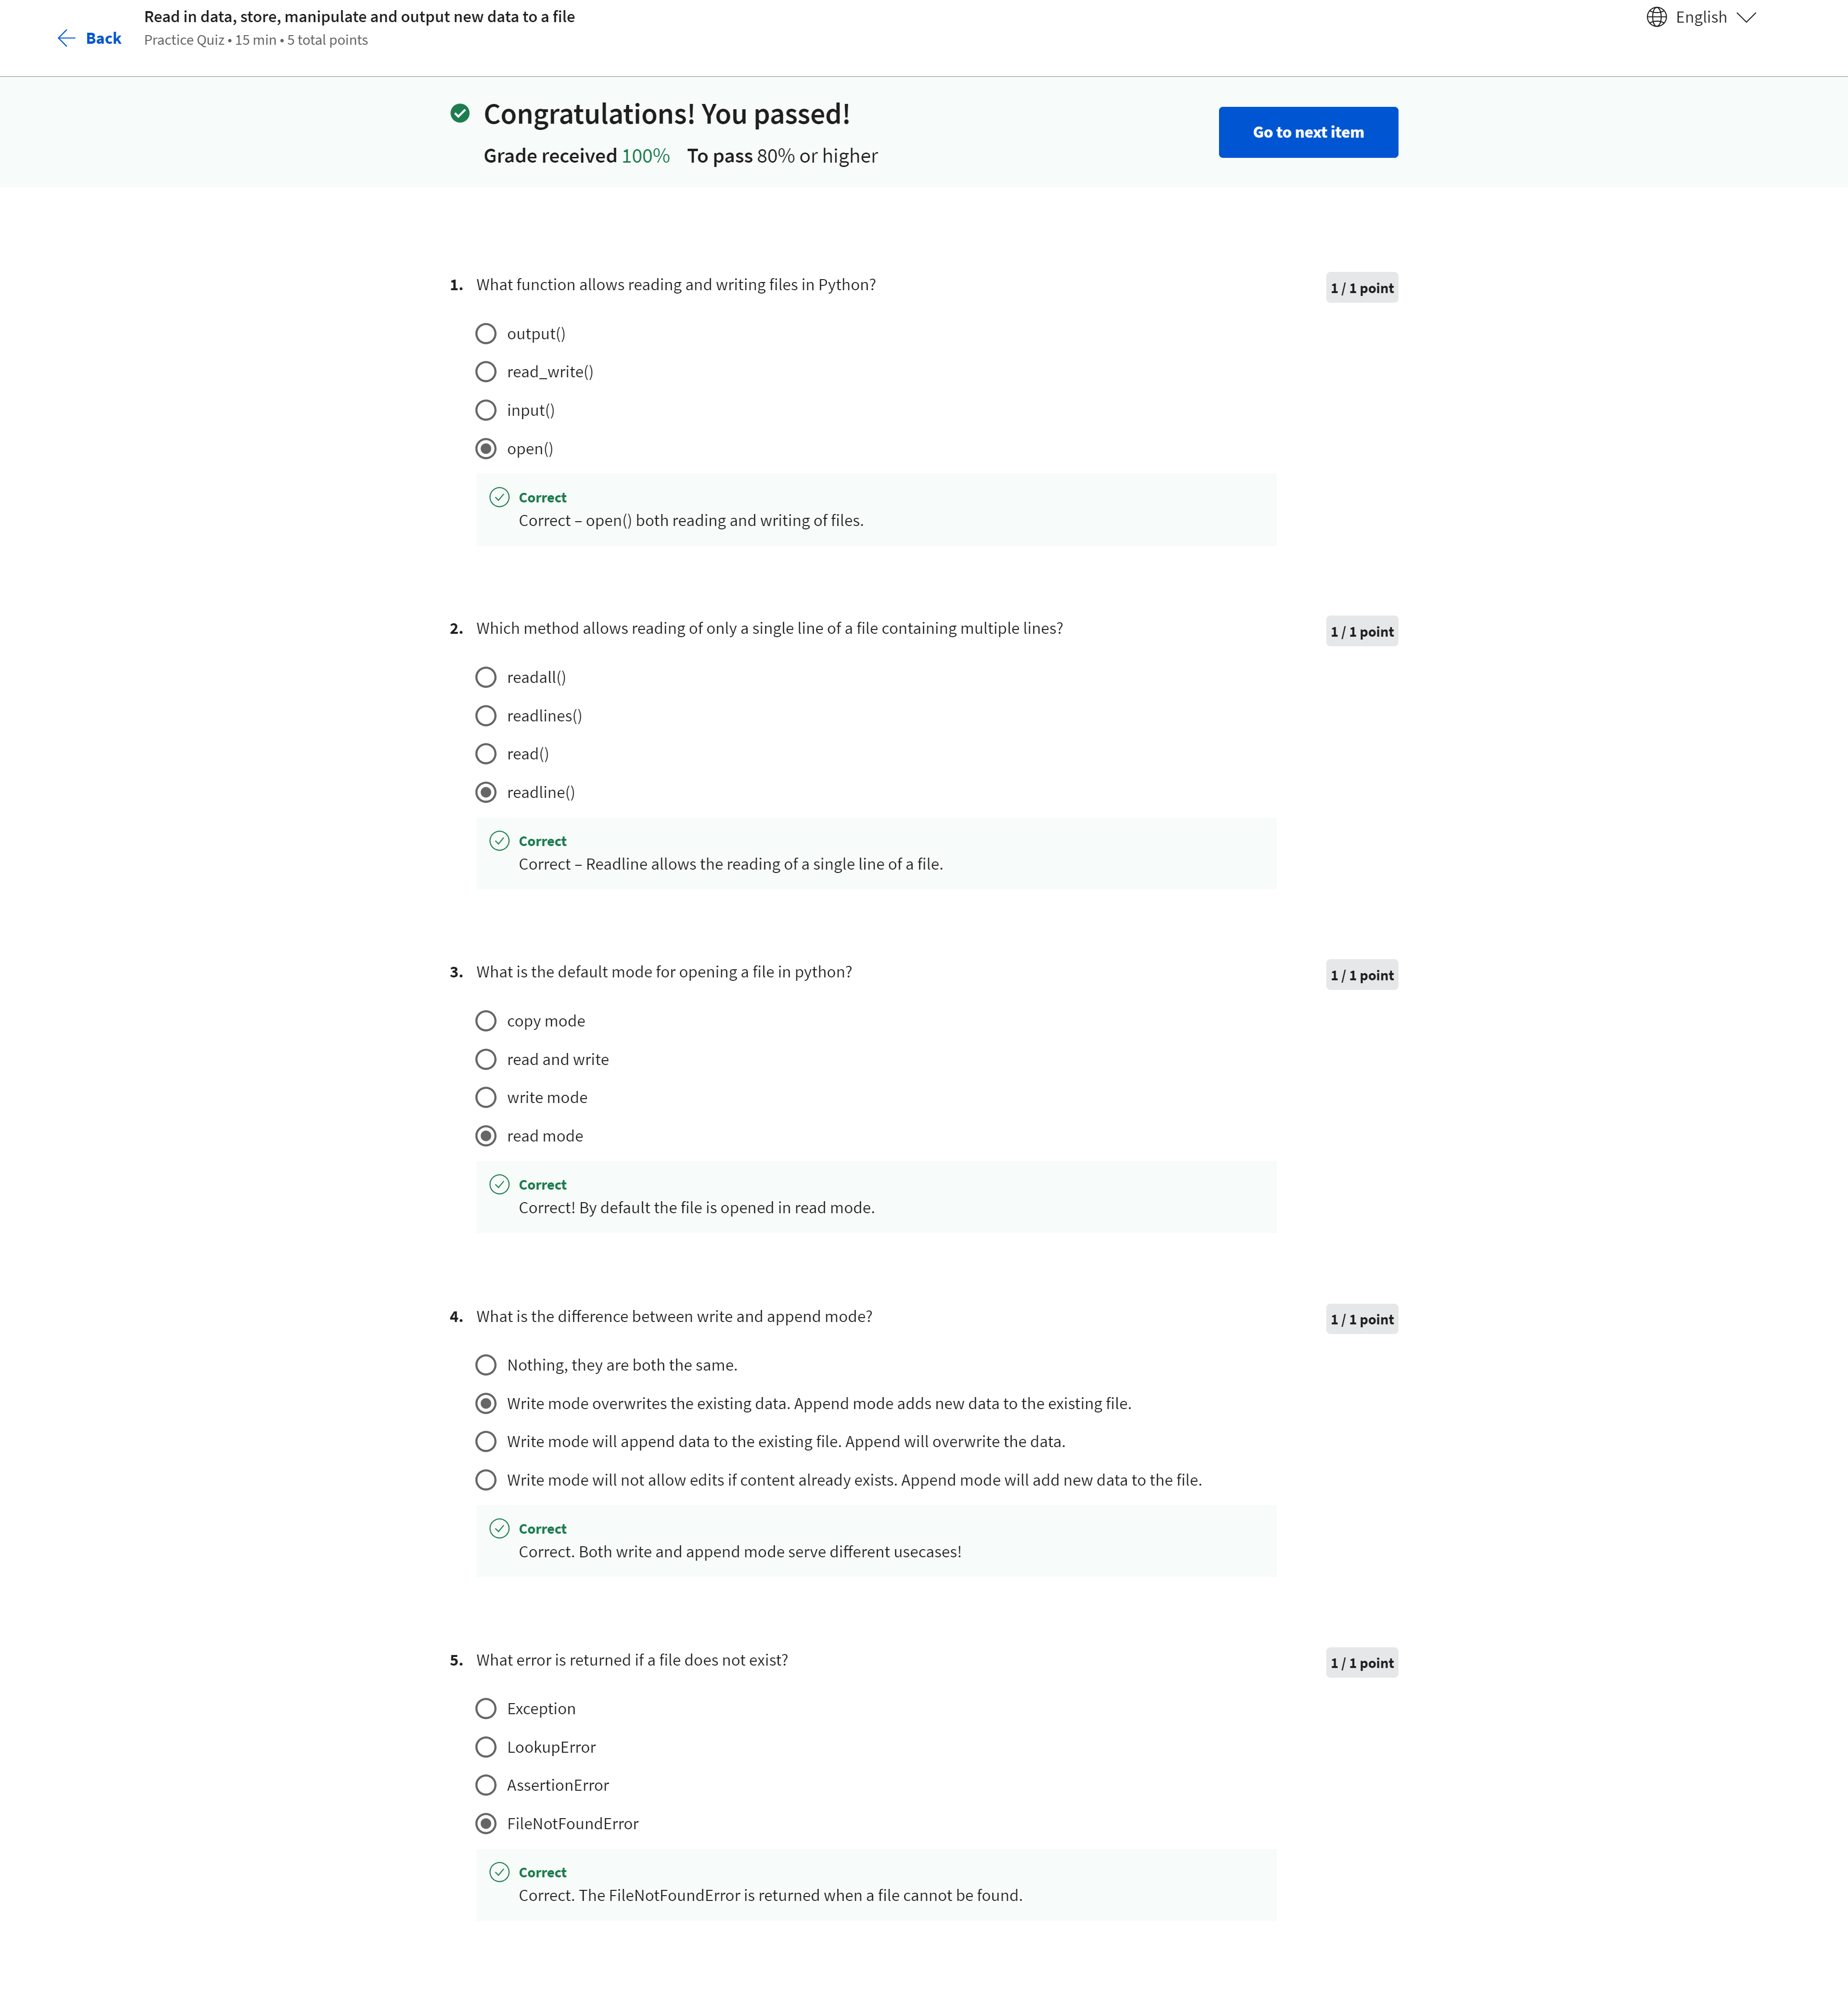 Read in data, store, manipulate and output new data to a file
English
Back
Practice Quiz • 15 min • 5 total points
Congratulations! You passed!
Go to next item
Grade received 100% To pass 80% or higher
1. What function allows reading and writing files in Python?
1 / 1 point
output()
read_write()
input()
open()
Correct
Correct – open() both reading and writing of files.
2. Which method allows reading of only a single line of a file containing multiple lines?
1 / 1 point
readall()
readlines()
read()
readline()
Correct
Correct – Readline allows the reading of a single line of a file.
3. What is the default mode for opening a file in python?
1 / 1 point
copy mode
read and write
write mode
read mode
Correct
Correct! By default the file is opened in read mode.
4. What is the difference between write and append mode?
1 / 1 point
Nothing, they are both the same.
Write mode overwrites the existing data. Append mode adds new data to the existing file.
Write mode will append data to the existing file. Append will overwrite the data.
Write mode will not allow edits if content already exists. Append mode will add new data to the file.
Correct
Correct. Both write and append mode serve different usecases!
5. What error is returned if a file does not exist?
1 / 1 point
Exception
LookupError
AssertionError
FileNotFoundError
Correct
Correct. The FileNotFoundError is returned when a file cannot be found.